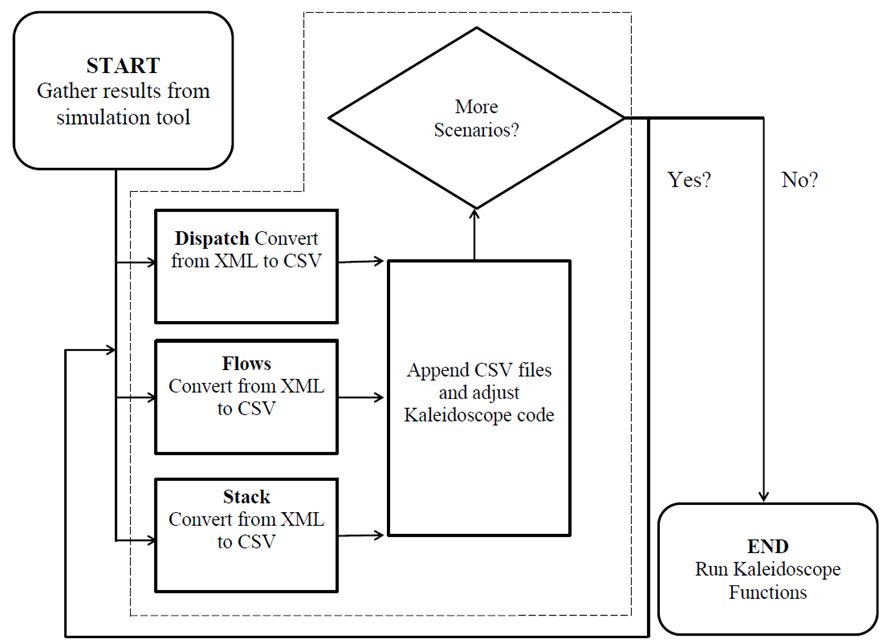 START
Gather results from
simulation tool
More
Scenarios?
Yes?
No?
Dispatch Convert
from XML to CSV
Flows
Convert from XML
to CSV
Stack
Convert from XML
to CSV
Append CSV files
and adjust
Kaleidoscope code
END
Run Kaleidoscope
Functions